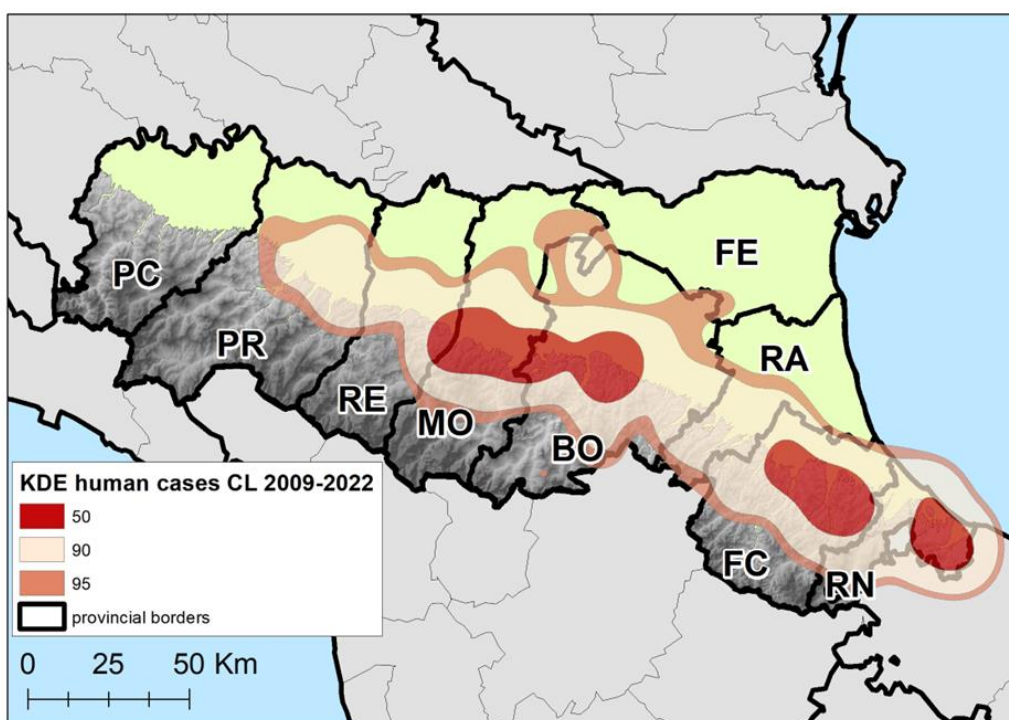 FE
PC
RA
PR
RE
MO
BO
FC
RN
KDE human cases CL 2009-2022
50
90
95
provincial borders
0 25 50 Km